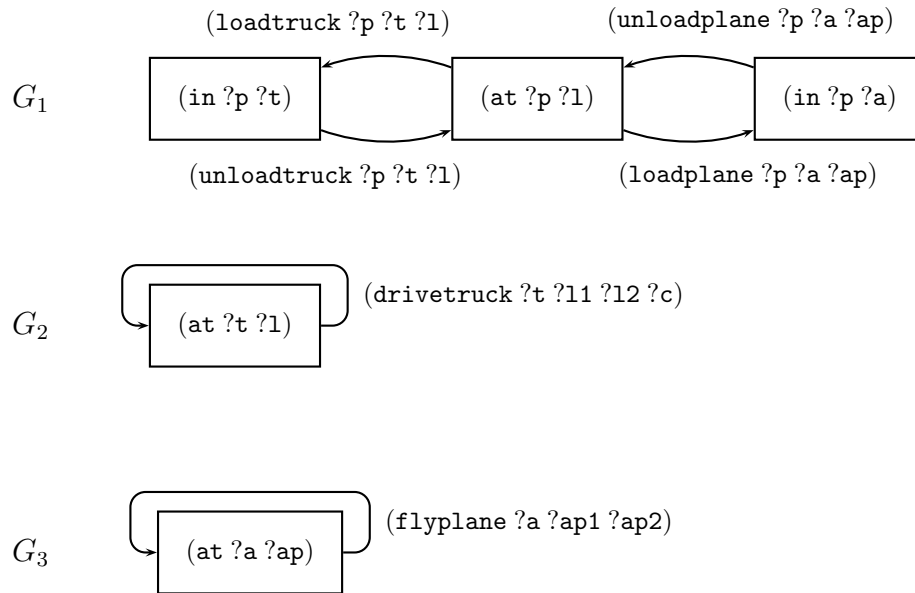 (loadtruck ?p ?t ?l) (unloadplane ?p ?a ?ap)
G1 (in ?p ?t) (at ?p ?l) (in ?p ?a)
(unloadtruck ?p ?t ?l) (loadplane ?p ?a ?ap)
(drivetruck ?t ?l1 ?l2 ?c)
G2 (at ?t ?l)
(flyplane ?a ?ap1 ?ap2)
G3 (at ?a ?ap)